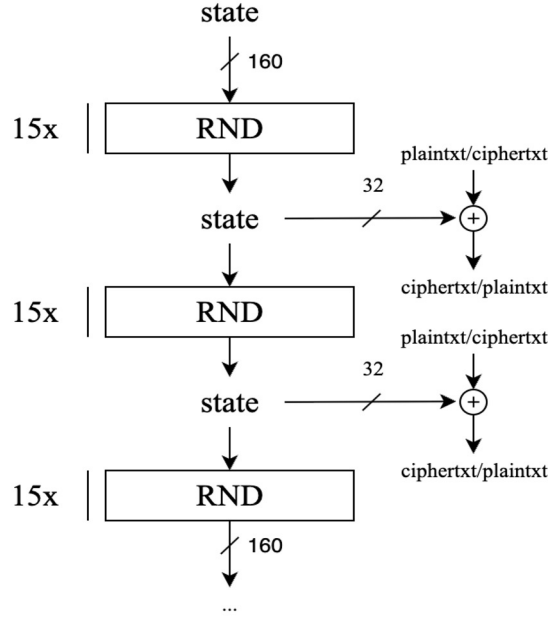 state
160
15x RND
plaintxt/ciphertxt
32
state +
ciphertxt/plaintxt
15x RND
plaintxt/ciphertxt
32
state +
ciphertxt/plaintxt
15x RND
160
...